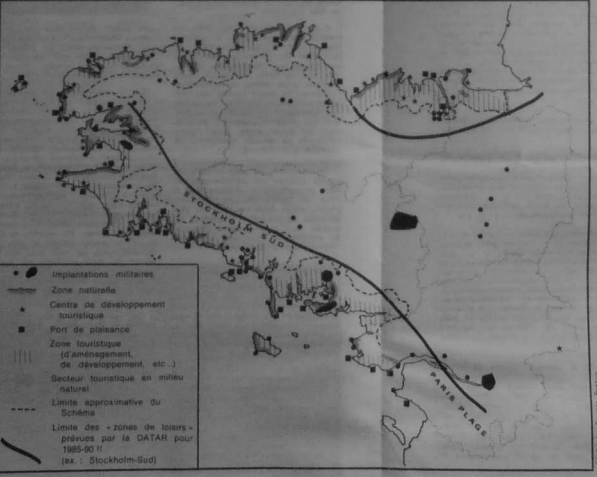 STOCKHOLM SUD
PARIS PLAGE
Implantations militaires
Zone naturelle
Centre de développement
touristique
Port de plaisance
Zone touristique
(d'aménagement,
de développement, etc..)
Secteur touristique en milieu
naturel
Limite approximative du
Schéma
Limite des « zones de loisirs »
prévues par la DATAR pour
1985-90 !!
(ex. : Stockholm-Sud)